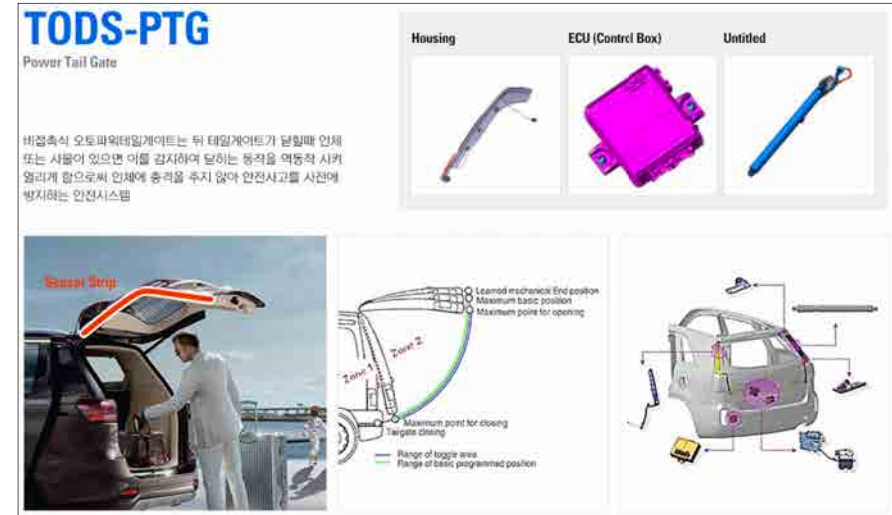 TODS-PTG
Power Tail Gate
비접촉식 오토파워테일게이트는 뒤 테일게이트가 닫힐때 인체
또는 사물이 있으면 이를 감지하여 닫히는 동작을 역동작 시켜
열리게 함으로써 인체에 충격을 주지 않아 안전사고를 사전에
방지하는 안전시스템
Housing
ECU (Control Box)
Untitled
Sensor Strip
Learned mechanical End position
Maximum basic position
Maximum point for opening
Zone 1
Zone 2
Maximum point for closing
Tailgate closing
Range of toggle area
Range of basic programmed position